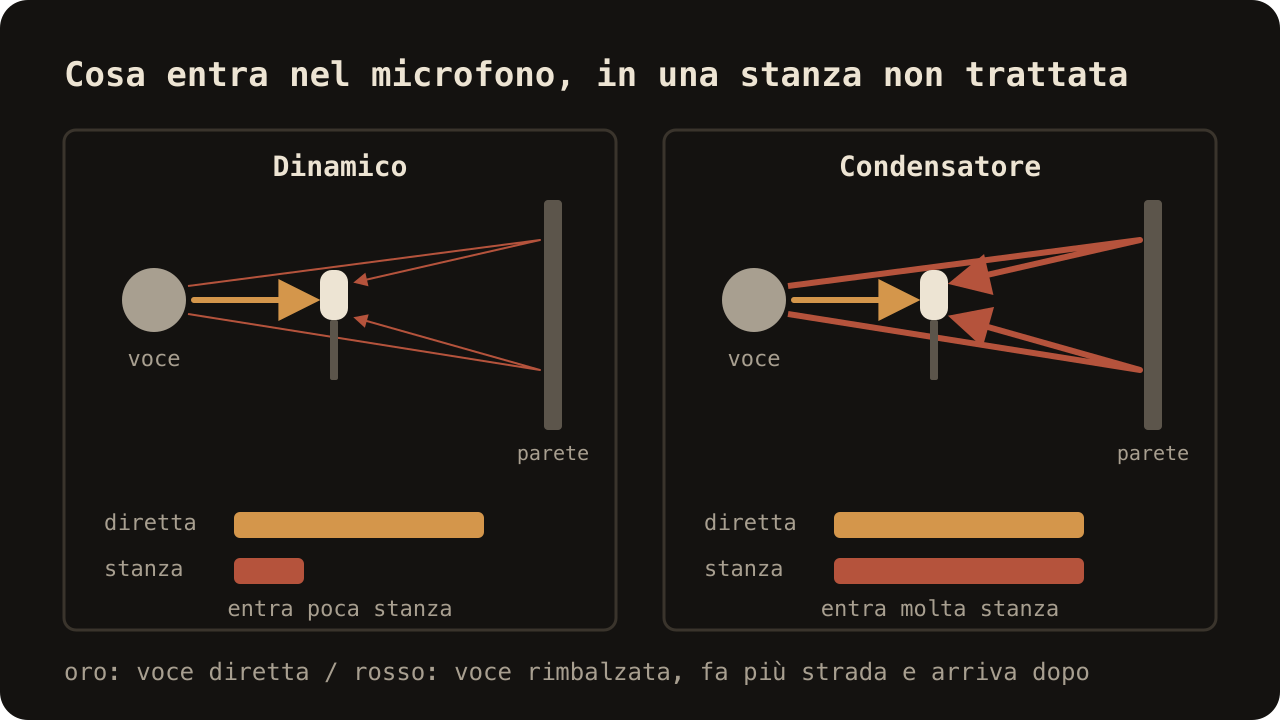 Cosa entra nel microfono, in una stanza non trattata
Dinamico
voce
parete
diretta
stanza
entra poca stanza
Condensatore
voce
parete
diretta
stanza
entra molta stanza
oro: voce diretta / rosso: voce rimbalzata, fa più strada e arriva dopo